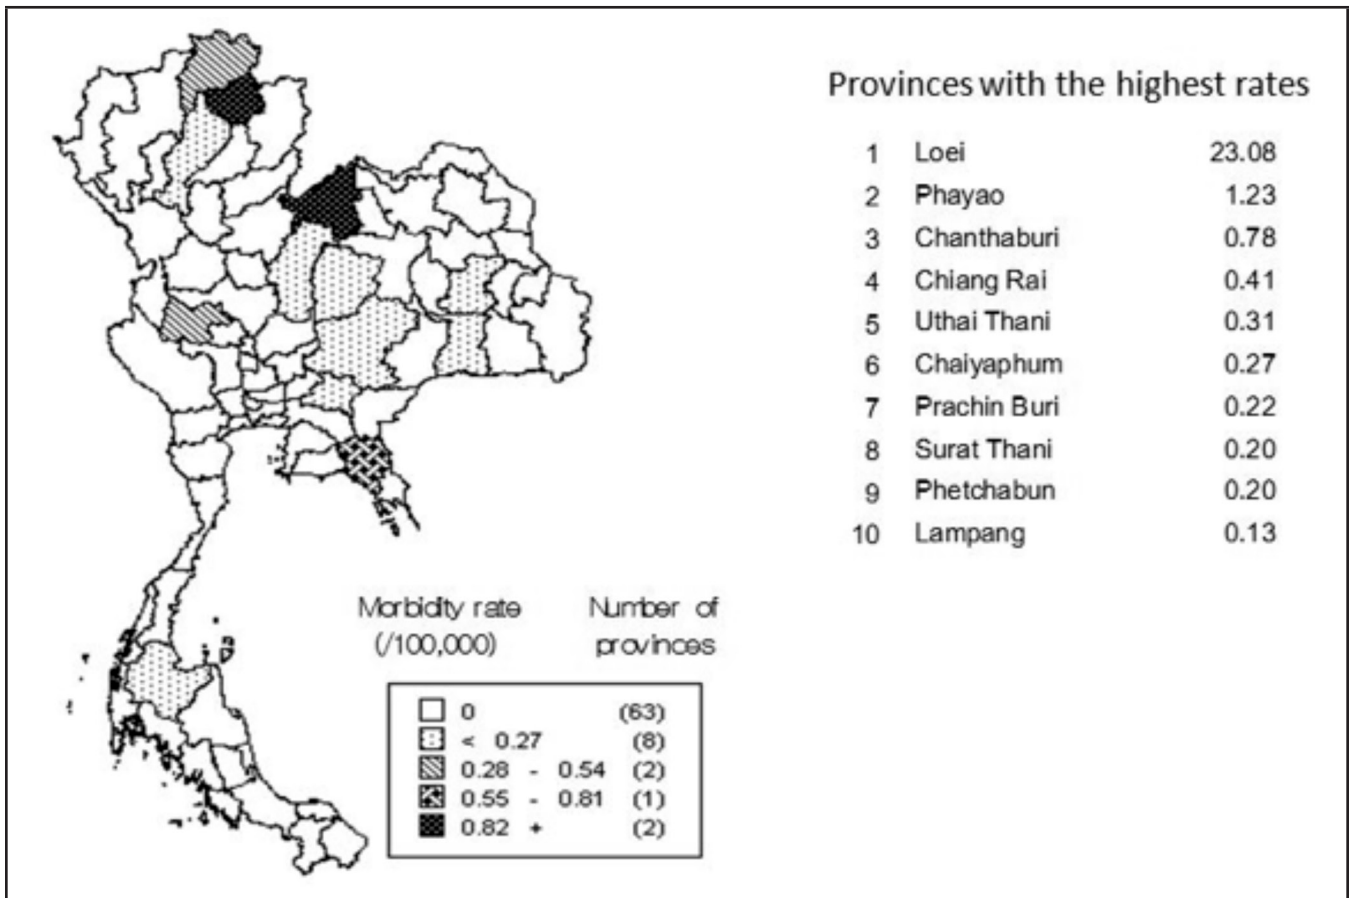 Provinces with the highest rates
1 Loei 23.08
2 Phayao 1.23
3 Chanthaburi 0.78
4 Chiang Rai 0.41
5 Uthai Thani 0.31
6 Chaiyaphum 0.27
7 Prachin Buri 0.22
8 Surat Thani 0.20
9 Phetchabun 0.20
10 Lampang 0.13
Morbidity rate Number of
(/100,000) provinces
0 (63)
< 0.27 (8)
0.28 - 0.54 (2)
0.55 - 0.81 (1)
0.82 + (2)